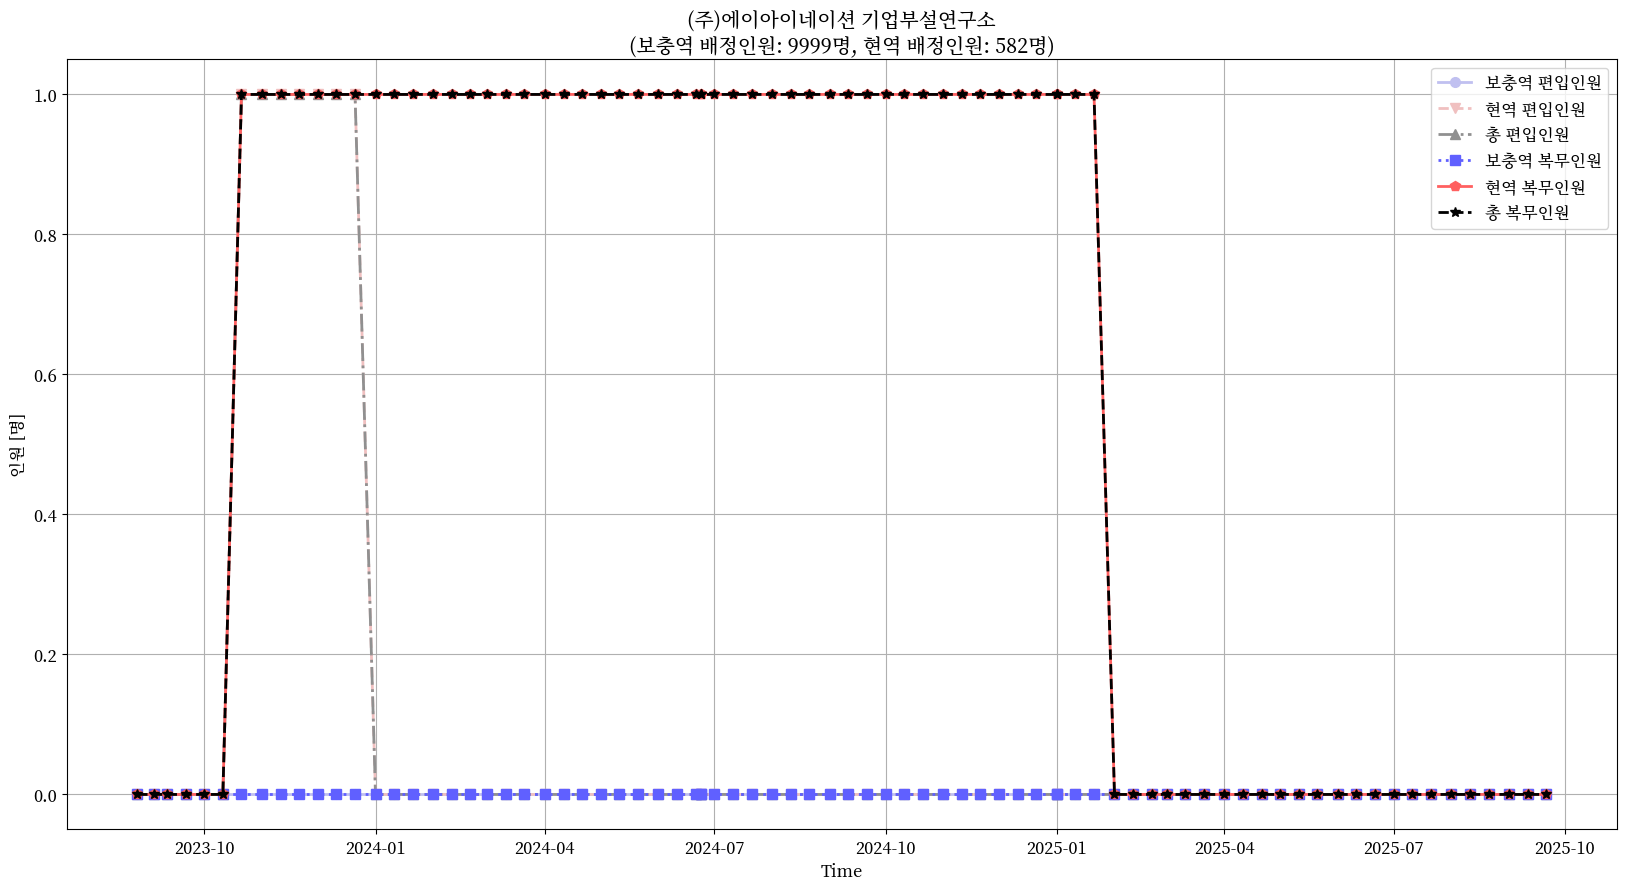 (주)에이아이네이션 기업부설연구소
(보충역 배정인원: 9999명, 현역 배정인원: 582명)
보충역 편입인원
현역 편입인원
총 편입인원
보충역 복무인원
현역 복무인원
총 복무인원
1.0
0.8
0.6
0.4
0.2
0.0
인원 [명]
2023-10
2024-01
2024-04
2024-07
2024-10
2025-01
2025-04
2025-07
2025-10
Time